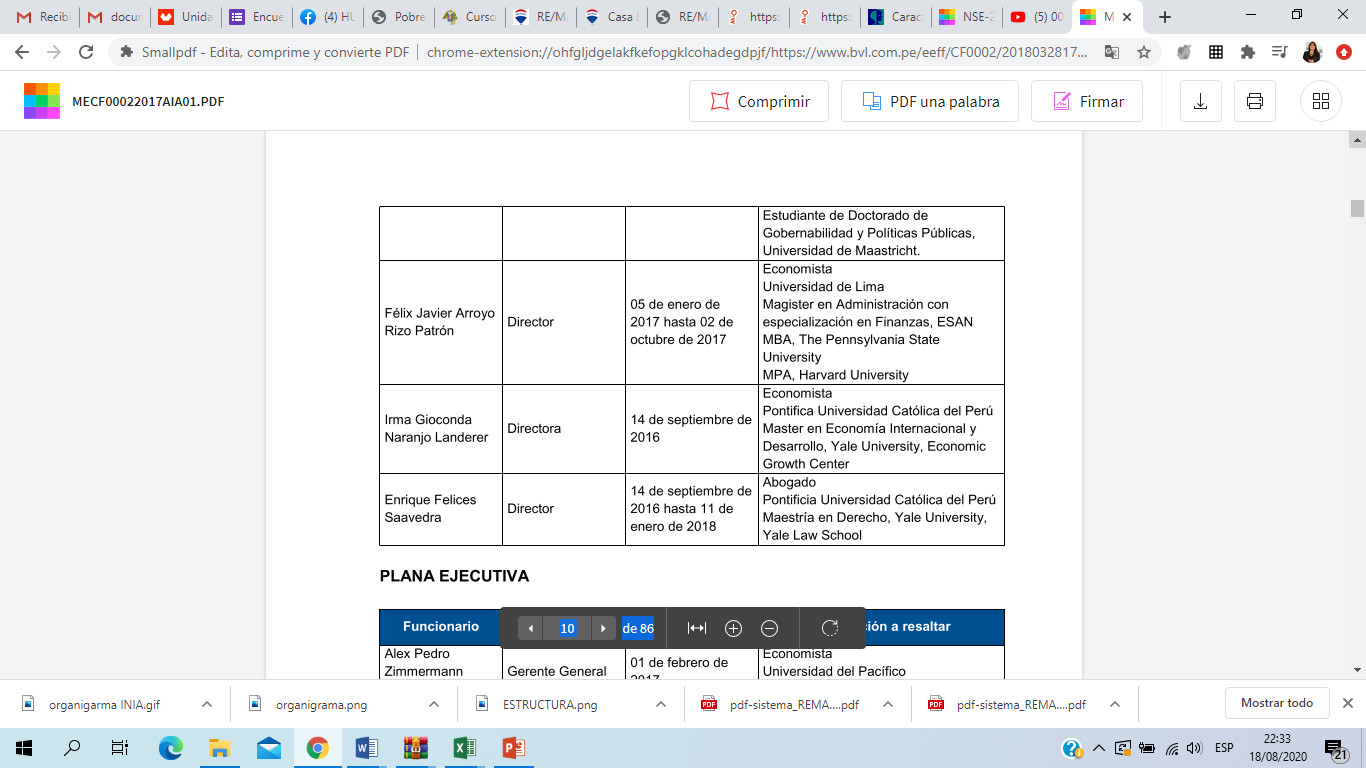 Recibi
docur
Unida
Encue
(4) HU
Pobre
Curso
RE/MA
Casa E
RE/MA
https:
https:
Carac
NSE-2
(5) 00
M
Smallpdf - Edita, comprime y convierte PDF
chrome-extension://ohfgljdgelakfkefopgklcohadegdpjf/https://www.bvl.com.pe/eeff/CF0002/2018032817...
MECF00022017AIA01.PDF
Comprimir
PDF una palabra
Firmar
Estudiante de Doctorado de
Gobernabilidad y Políticas Públicas,
Universidad de Maastricht.
Félix Javier Arroyo
Rizo Patrón
Director
05 de enero de
2017 hasta 02 de
octubre de 2017
Economista
Universidad de Lima
Magister en Administración con
especialización en Finanzas, ESAN
MBA, The Pennsylvania State
University
MPA, Harvard University
Irma Gioconda
Naranjo Landerer
Directora
14 de septiembre de
2016
Economista
Pontifica Universidad Católica del Perú
Master en Economía Internacional y
Desarrollo, Yale University, Economic
Growth Center
Enrique Felices
Saavedra
Director
14 de septiembre de
2016 hasta 11 de
enero de 2018
Abogado
Pontificia Universidad Católica del Perú
Maestría en Derecho, Yale University,
Yale Law School
PLANA EJECUTIVA
Funcionario
ción a resaltar
10
de 86
Alex Pedro
Zimmermann
Gerente General
01 de febrero de
2017
Economista
Universidad del Pacífico
organigarma INIA.gif
organigrama.png
ESTRUCTURA.png
pdf-sistema_REMA....pdf
pdf-sistema_REMA....pdf
Mostrar todo
ESP
22:33
18/08/2020
21